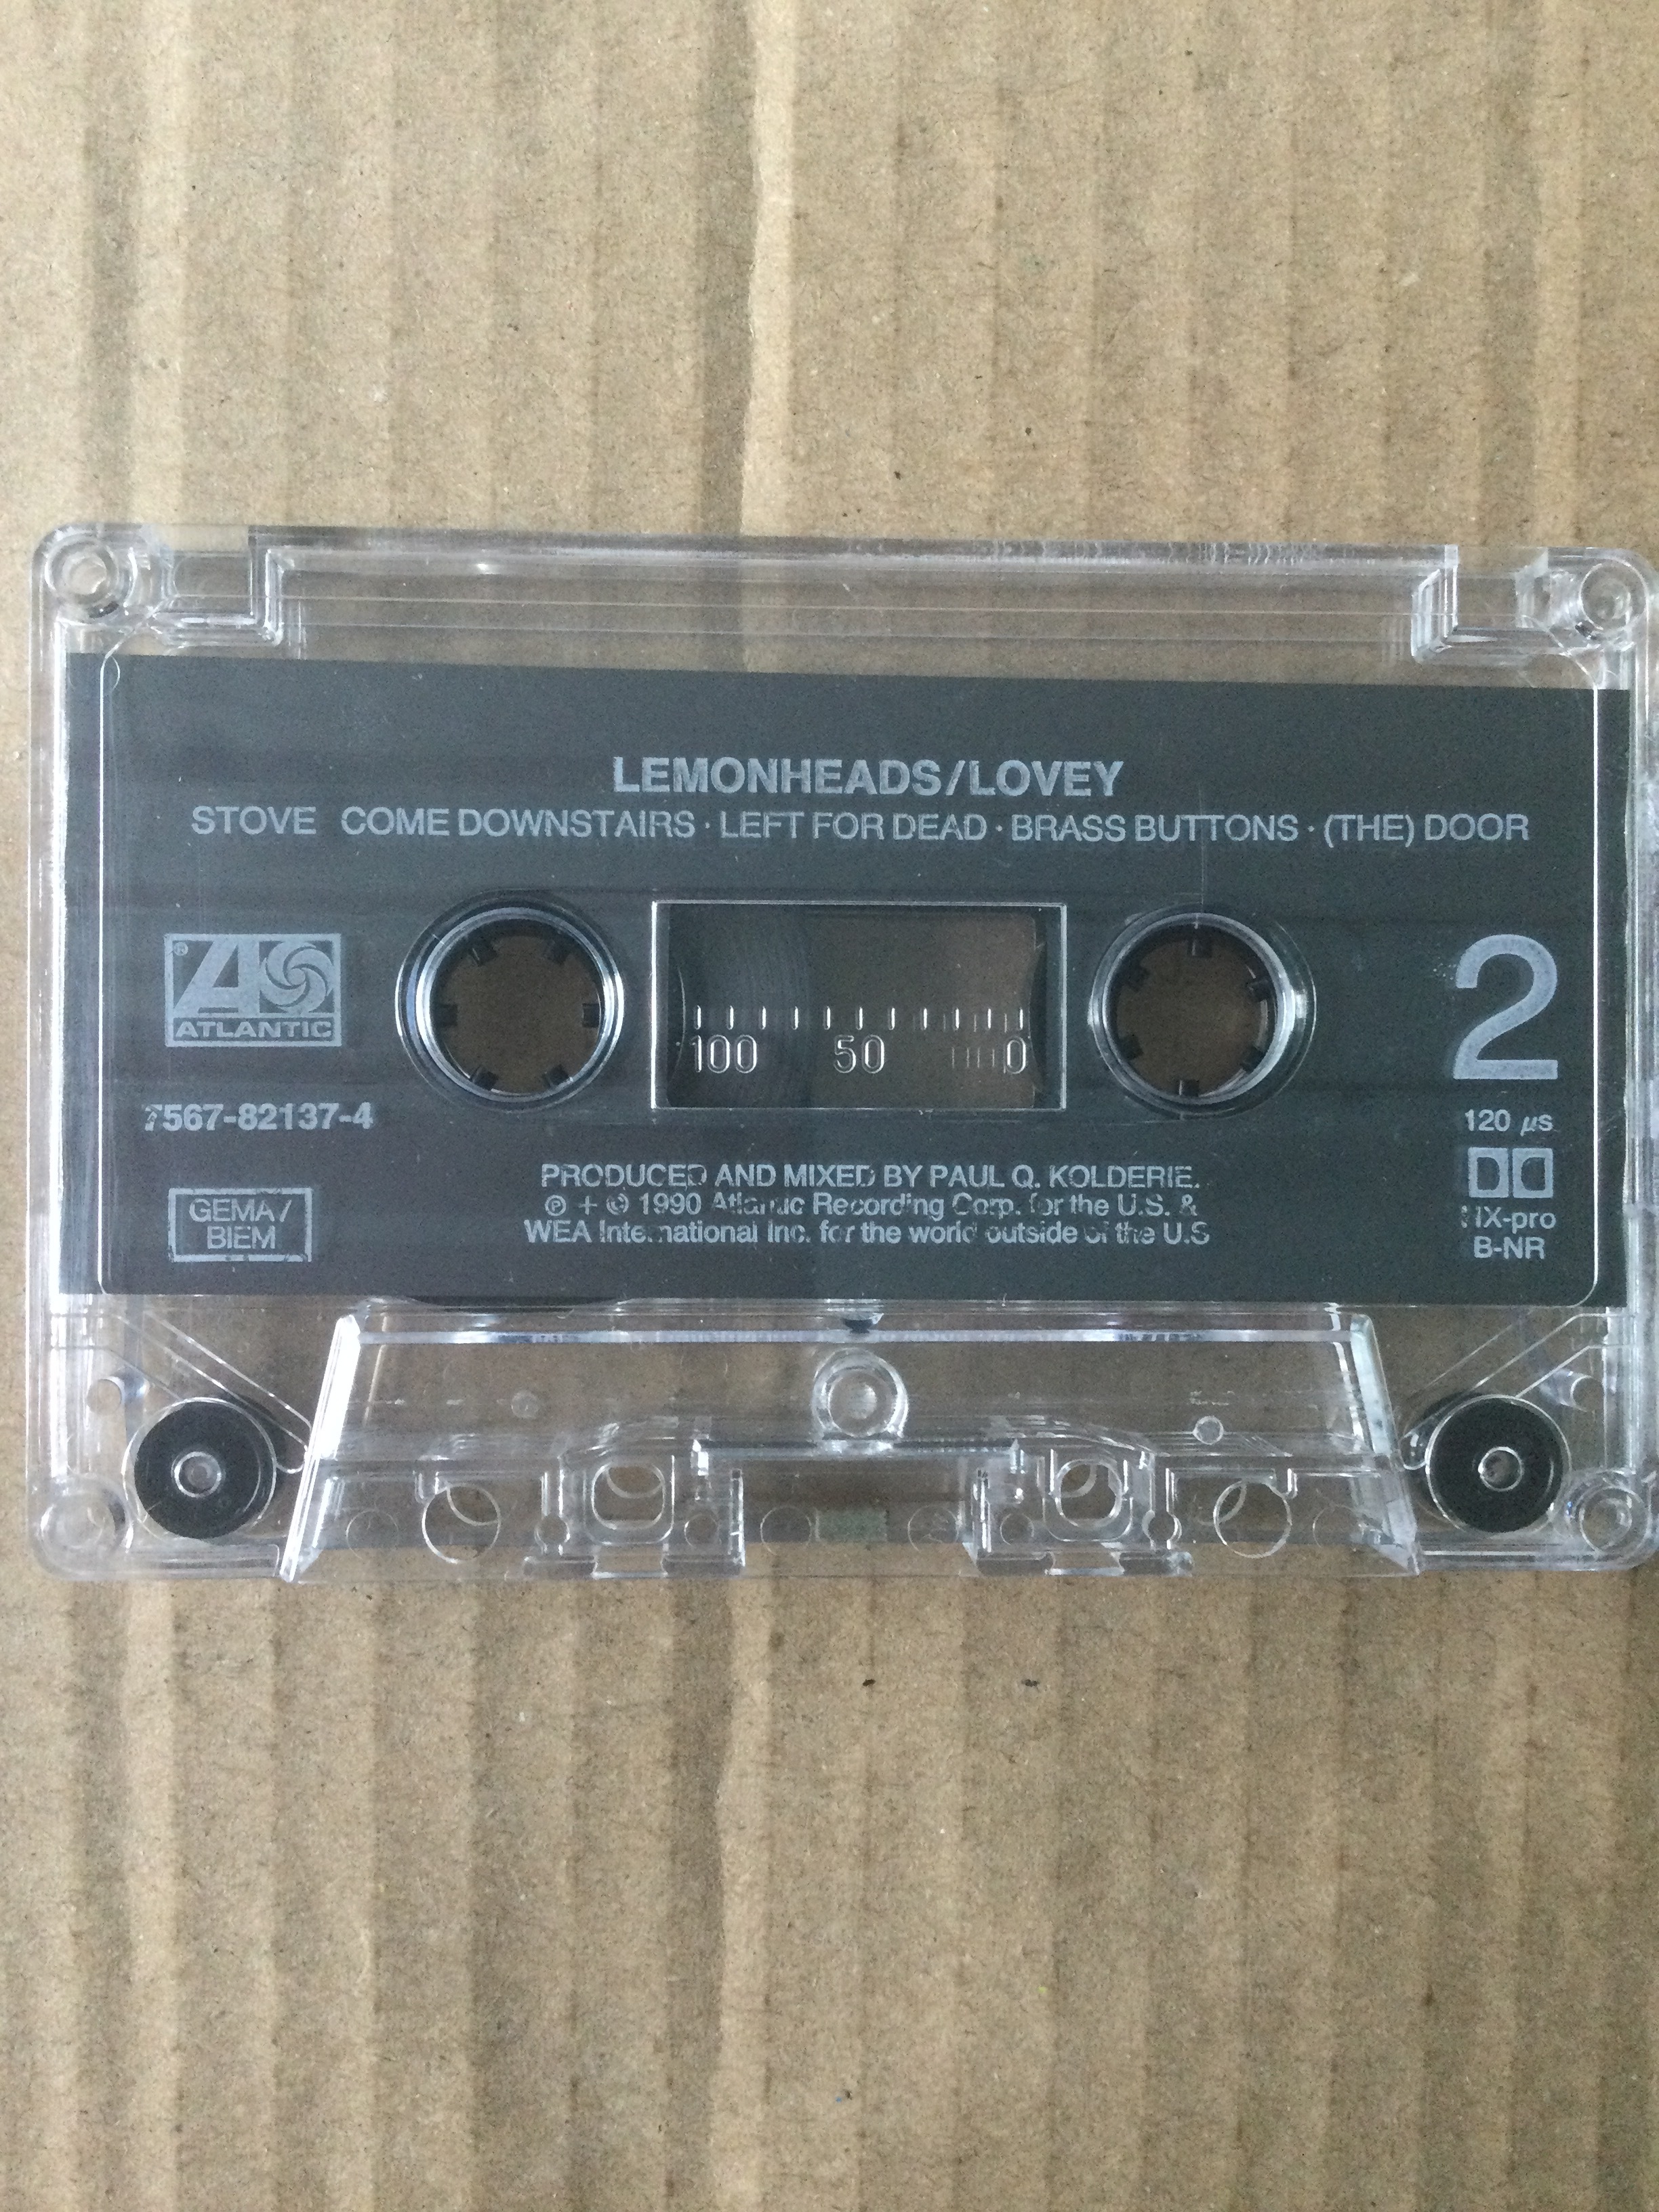 LEMONHEADS/LOVEY
STOVE COME DOWNSTAIRS · LEFT FOR DEAD · BRASS BUTTONS · (THE) DOOR
®
ATLANTIC
2
100 50 0
7567-82137-4
120 µs
PRODUCED AND MIXED BY PAUL Q. KOLDERIE.
℗ + © 1990 Atlantic Recording Corp. for the U.S. &
WEA International Inc. for the world outside of the U.S
GEMA/
BIEM
HX-pro
B-NR